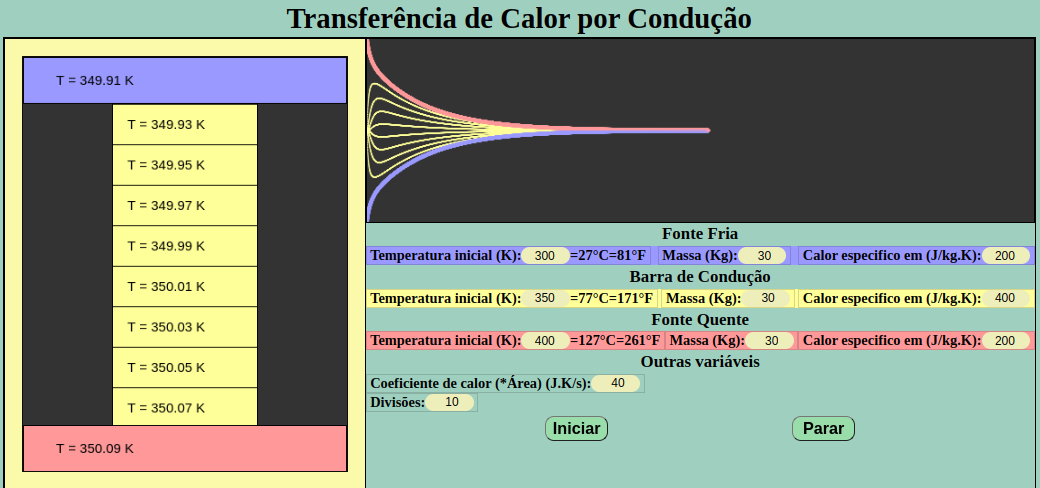 Transferência de Calor por Condução
T = 349.91 K
T = 349.93 K
T = 349.95 K
T = 349.97 K
T = 349.99 K
T = 350.01 K
T = 350.03 K
T = 350.05 K
T = 350.07 K
T = 350.09 K
Fonte Fria
Temperatura inicial (K): 300 =27°C=81°F Massa (Kg): 30 Calor especifico em (J/kg.K): 200
Barra de Condução
Temperatura inicial (K): 350 =77°C=171°F Massa (Kg): 30 Calor especifico em (J/kg.K): 400
Fonte Quente
Temperatura inicial (K): 400 =127°C=261°F Massa (Kg): 30 Calor especifico em (J/kg.K): 200
Outras variáveis
Coeficiente de calor (*Área) (J.K/s): 40
Divisões: 10
Iniciar Parar